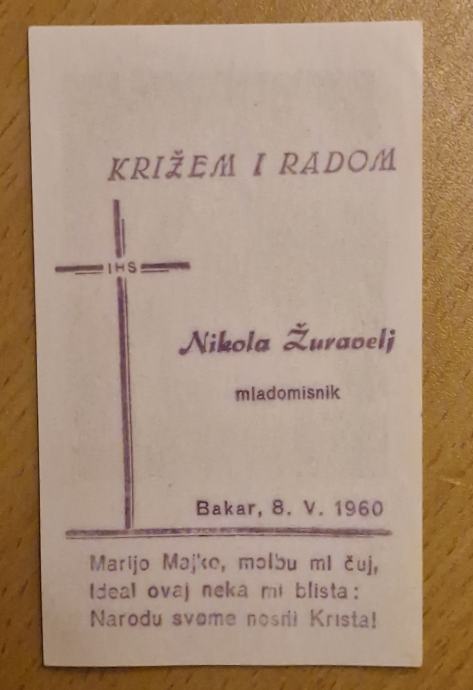 KRIŽEM I RADOM
IHS
Nikola Žuravelj
mladomisnik
Bakar, 8. V. 1960
Marijo Majko, molbu mi čuj,
Ideal ovaj neka mi blista:
Narodu svome nositi Krista!